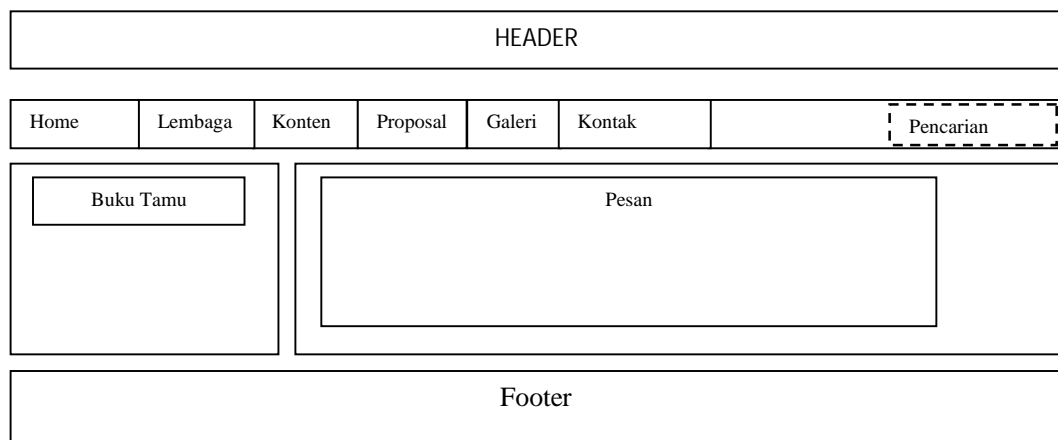 HEADER
Home Lembaga Konten Proposal Galeri Kontak Pencarian
Buku Tamu
Pesan
Footer